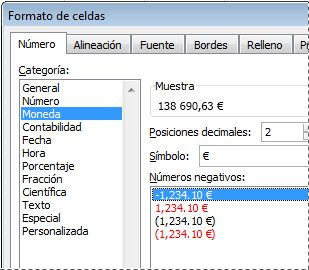 Formato de celdas
Número Alineación Fuente Bordes Relleno
Categoría:
General
Número
Moneda
Contabilidad
Fecha
Hora
Porcentaje
Fracción
Científica
Texto
Especial
Personalizada
Muestra
138 690,63 €
Posiciones decimales: 2
Símbolo: €
Números negativos:
-1,234.10 €
1,234.10 €
(1,234.10 €)
(1,234.10 €)